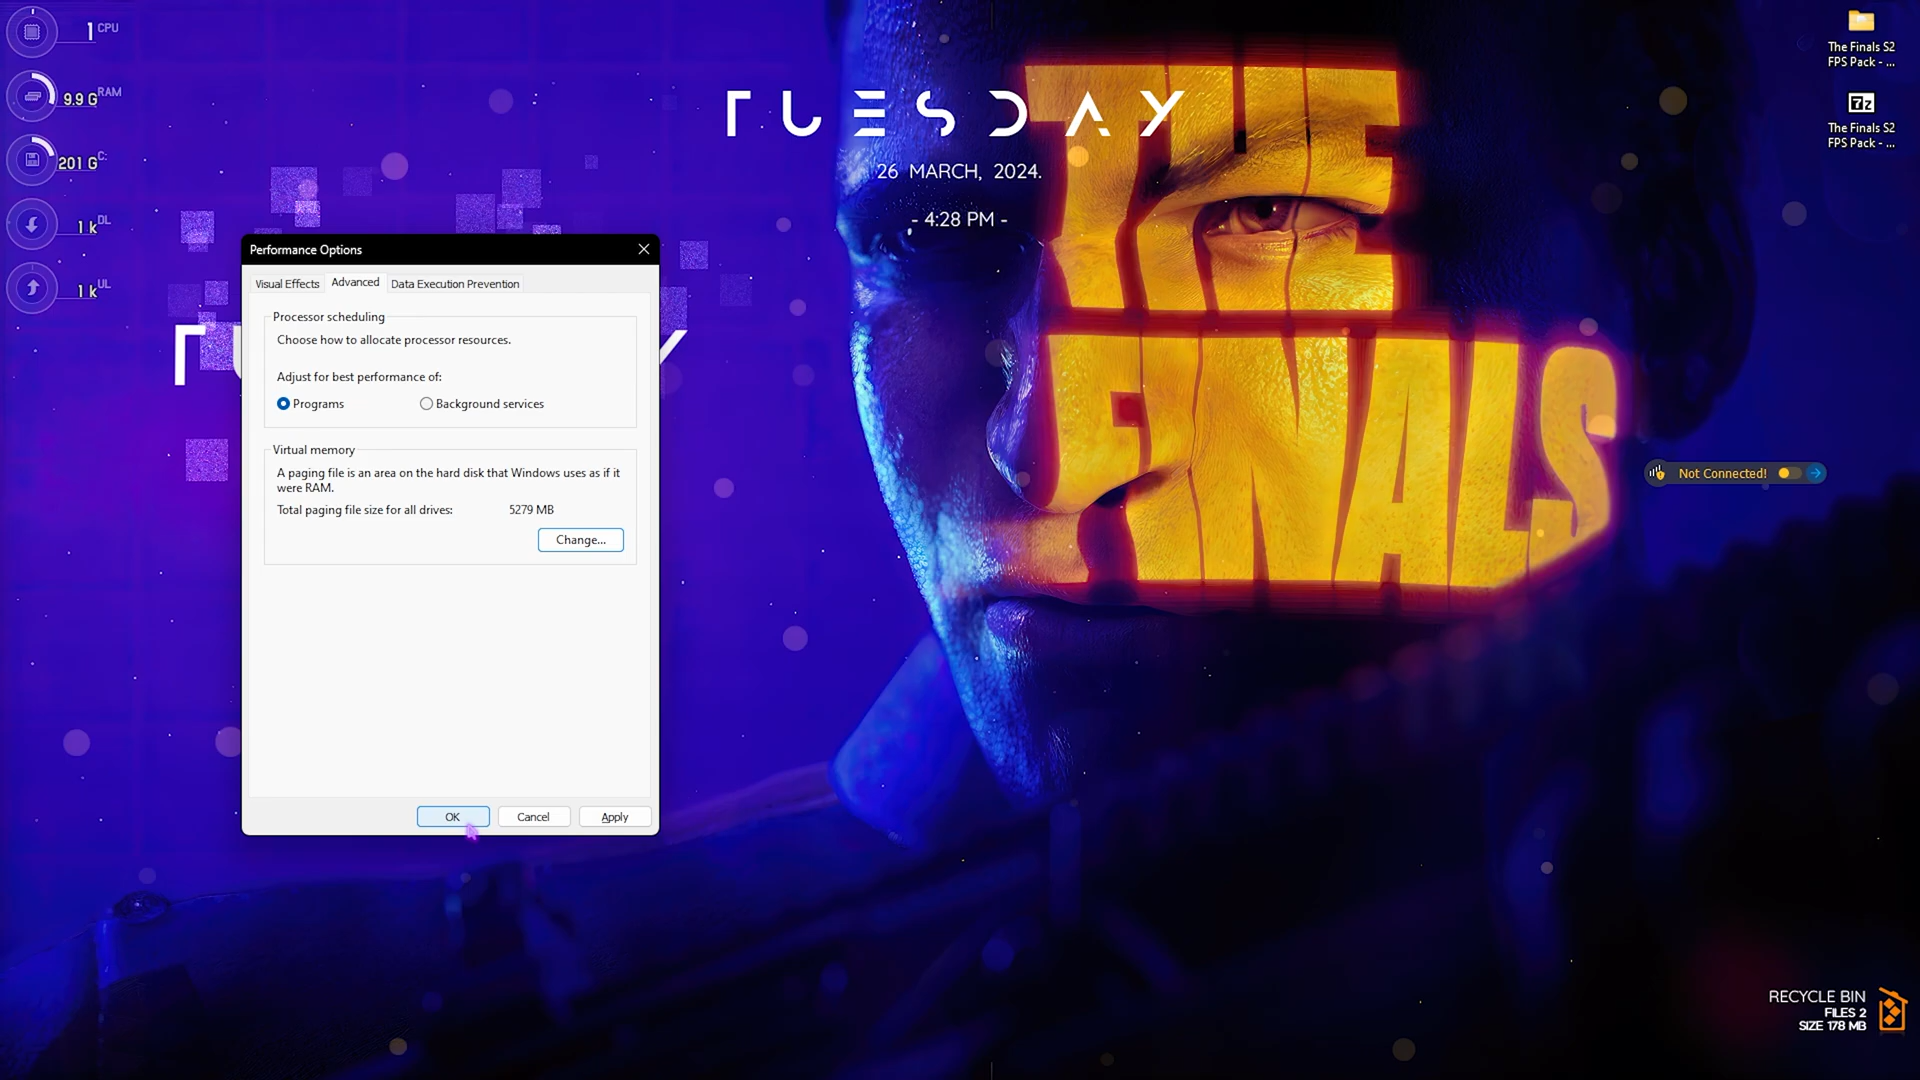 1 CPU
9.9 G RAM
201 G C:
1 k DL
1 k UL
TUESDAY
26 MARCH, 2024.
- 4:28 PM -
THE
FINALS
The Finals S2
FPS Pack - ...
7z
The Finals S2
FPS Pack - ...
Performance Options
Visual Effects Advanced Data Execution Prevention
Processor scheduling
Choose how to allocate processor resources.
Adjust for best performance of:
Programs Background services
Virtual memory
A paging file is an area on the hard disk that Windows uses as if it
were RAM.
Total paging file size for all drives: 5279 MB
Change...
OK Cancel Apply
Not Connected!
RECYCLE BIN
FILES 2
SIZE 178 MB